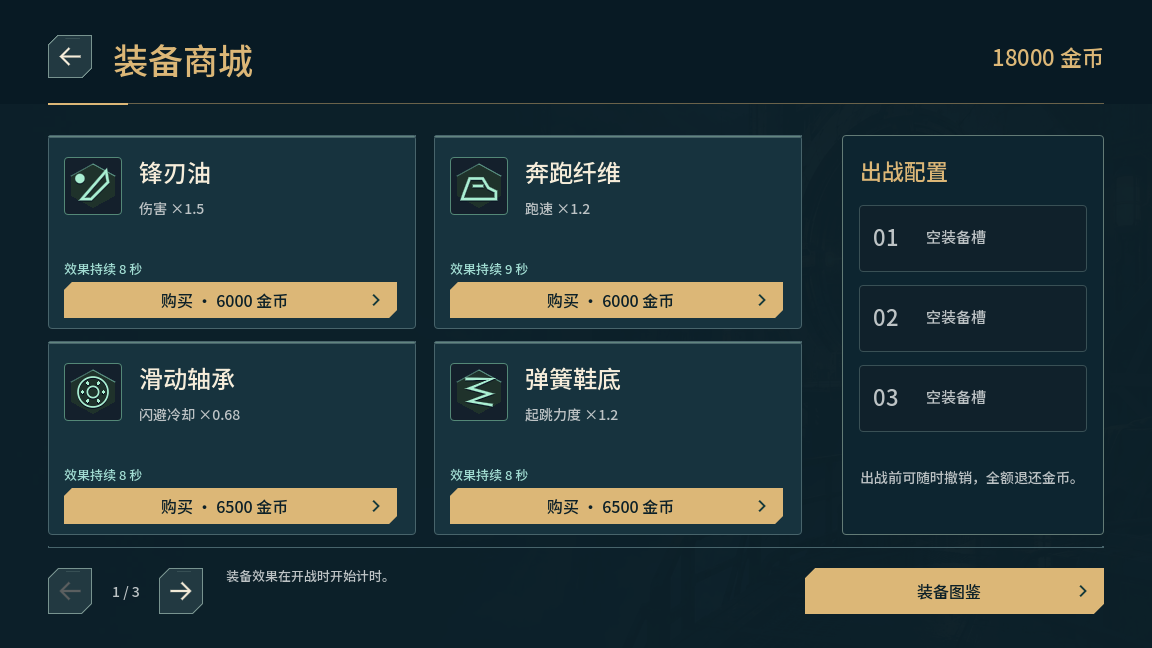 装备商城
18000 金币
锋刃油
伤害 ×1.5
效果持续 8 秒
购买 · 6000 金币
奔跑纤维
跑速 ×1.2
效果持续 9 秒
购买 · 6000 金币
滑动轴承
闪避冷却 ×0.68
效果持续 8 秒
购买 · 6500 金币
弹簧鞋底
起跳力度 ×1.2
效果持续 8 秒
购买 · 6500 金币
出战配置
01 空装备槽
02 空装备槽
03 空装备槽
出战前可随时撤销，全额退还金币。
1 / 3
装备效果在开战时开始计时。
装备图鉴